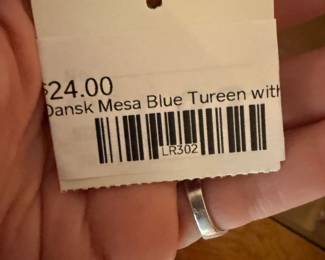 $24.00
Dansk Mesa Blue Tureen with
LR302